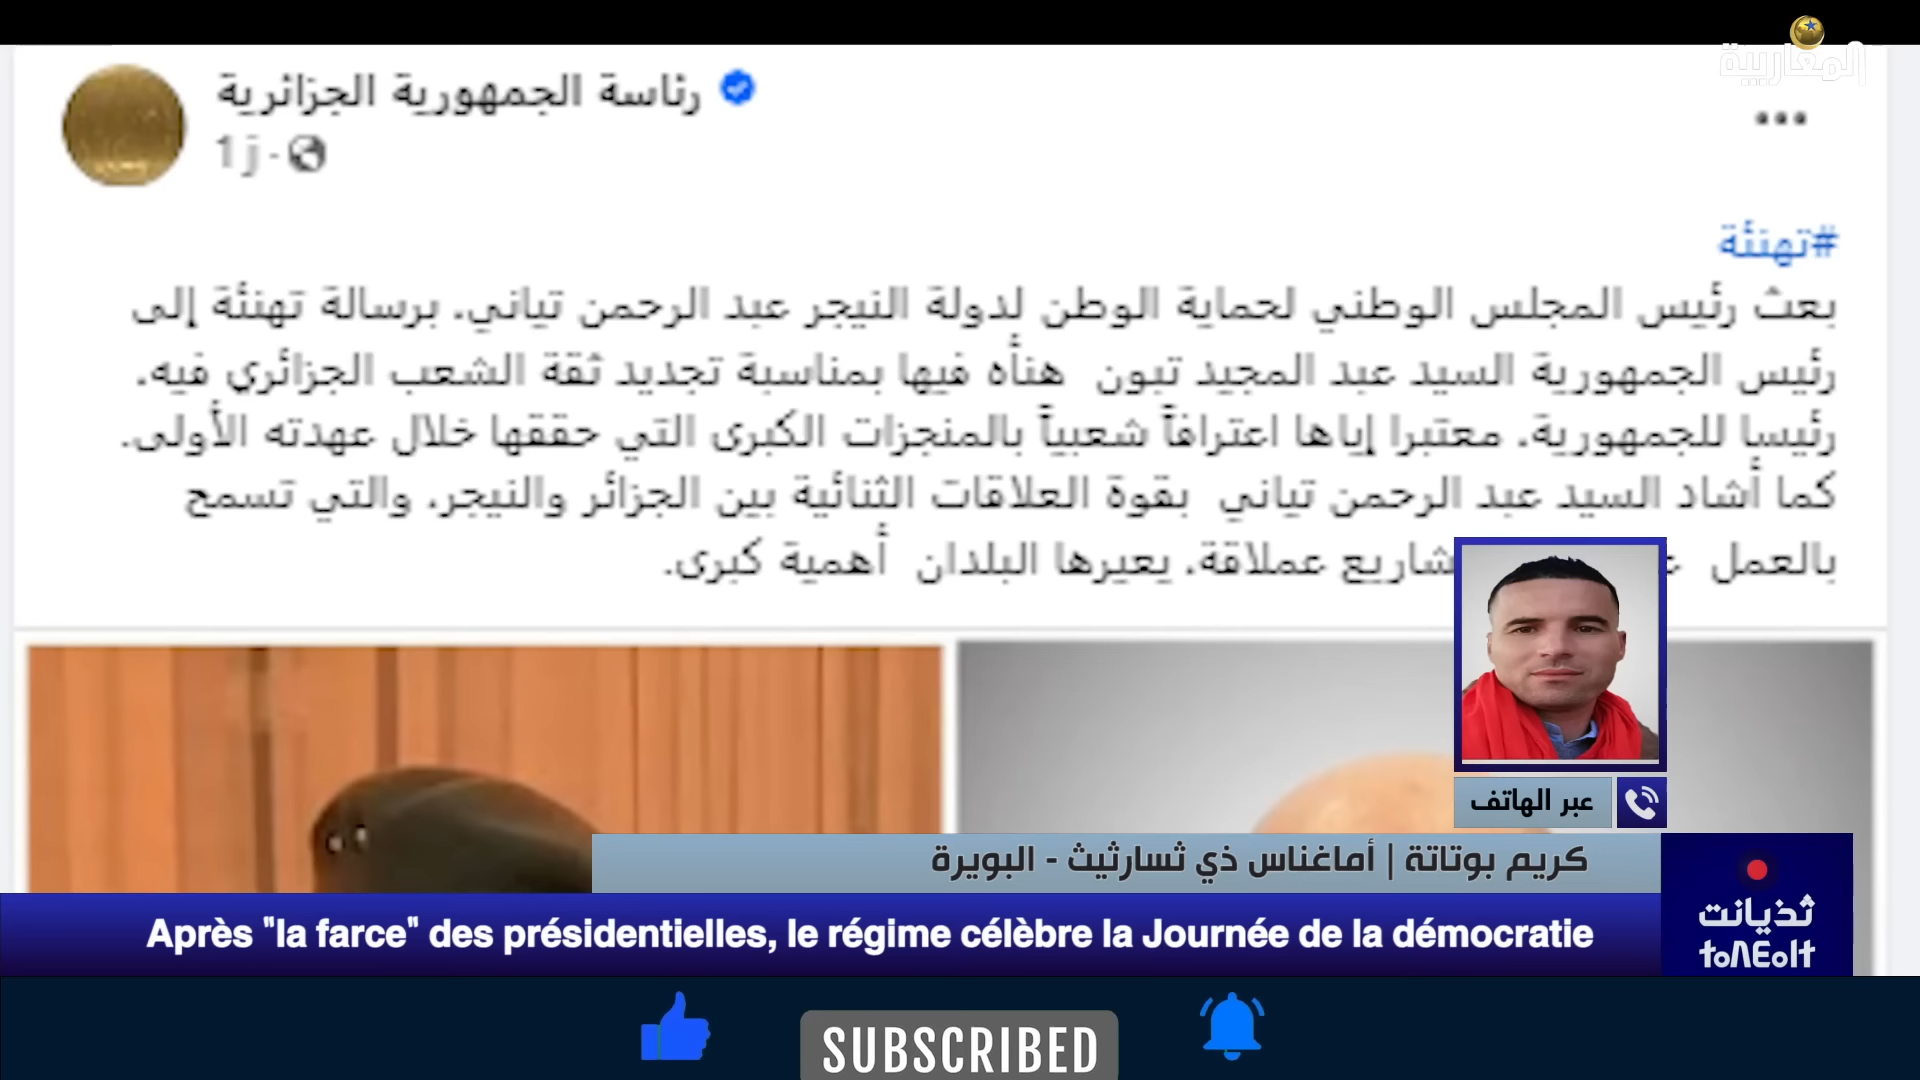 المغاربية
رئاسة الجمهورية الجزائرية
1 j ·
#تهنئة
بعث رئيس المجلس الوطني لحماية الوطن لدولة النيجر عبد الرحمن تياني، برسالة تهنئة إلى
رئيس الجمهورية السيد عبد المجيد تبون هنأه فيها بمناسبة تجديد ثقة الشعب الجزائري فيه،
رئيسا للجمهورية، معتبرا إياها اعترافاً شعبياً بالمنجزات الكبرى التي حققها خلال عهدته الأولى.
كما أشاد السيد عبد الرحمن تياني بقوة العلاقات الثنائية بين الجزائر والنيجر، والتي تسمح
بالعمل عملاقة، يعيرها البلدان أهمية كبرى.
عبر الهاتف
كريم بوتاتة | أماغناس ذي ثسارثيث - البويرة
Après "la farce" des présidentielles, le régime célèbre la Journée de la démocratie
ثذيانت
ⵜoⴷⴻoⵏⵜ
SUBSCRIBED